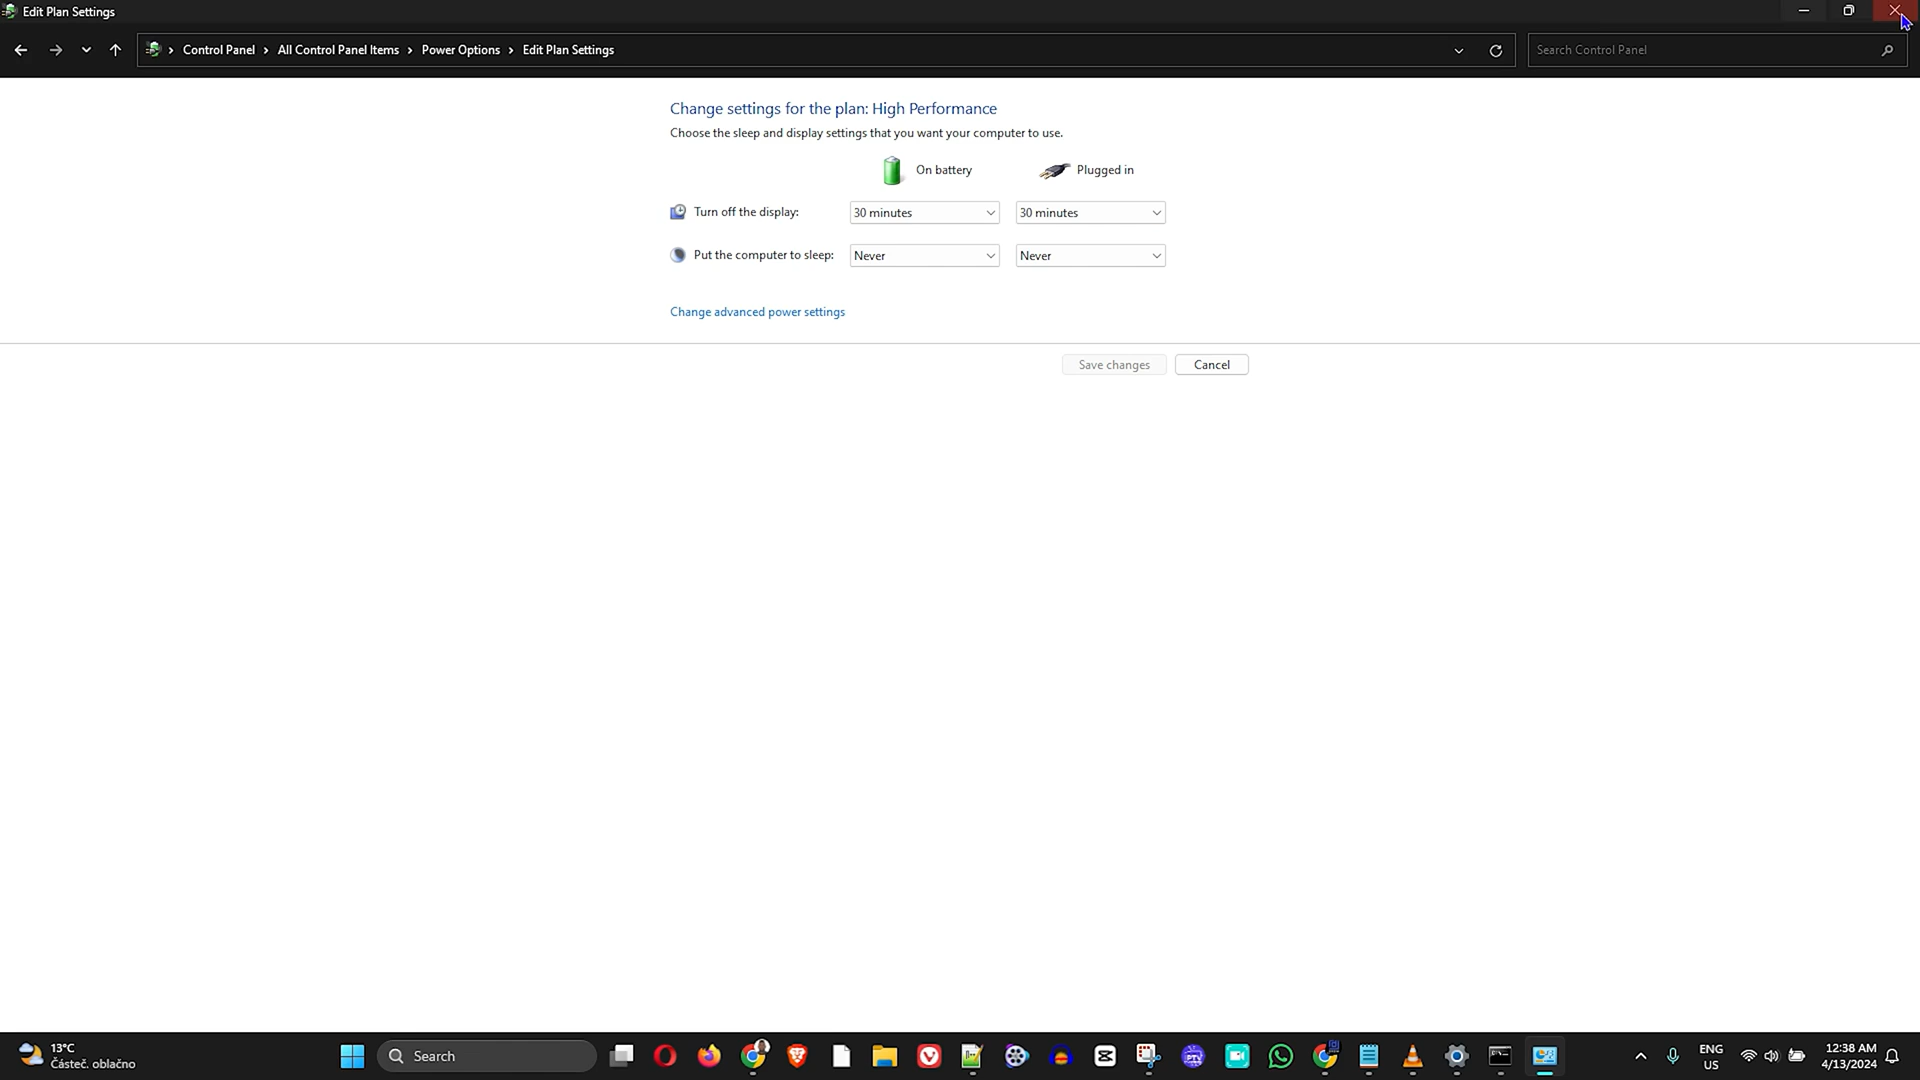 Edit Plan Settings
Control Panel > All Control Panel Items > Power Options > Edit Plan Settings
Search Control Panel
Change settings for the plan: High Performance
Choose the sleep and display settings that you want your computer to use.
On battery
Plugged in
Turn off the display:
30 minutes
30 minutes
Put the computer to sleep:
Never
Never
Change advanced power settings
Save changes
Cancel
13°C
Částeč. oblačno
Search
ENG
US
12:38 AM
4/13/2024